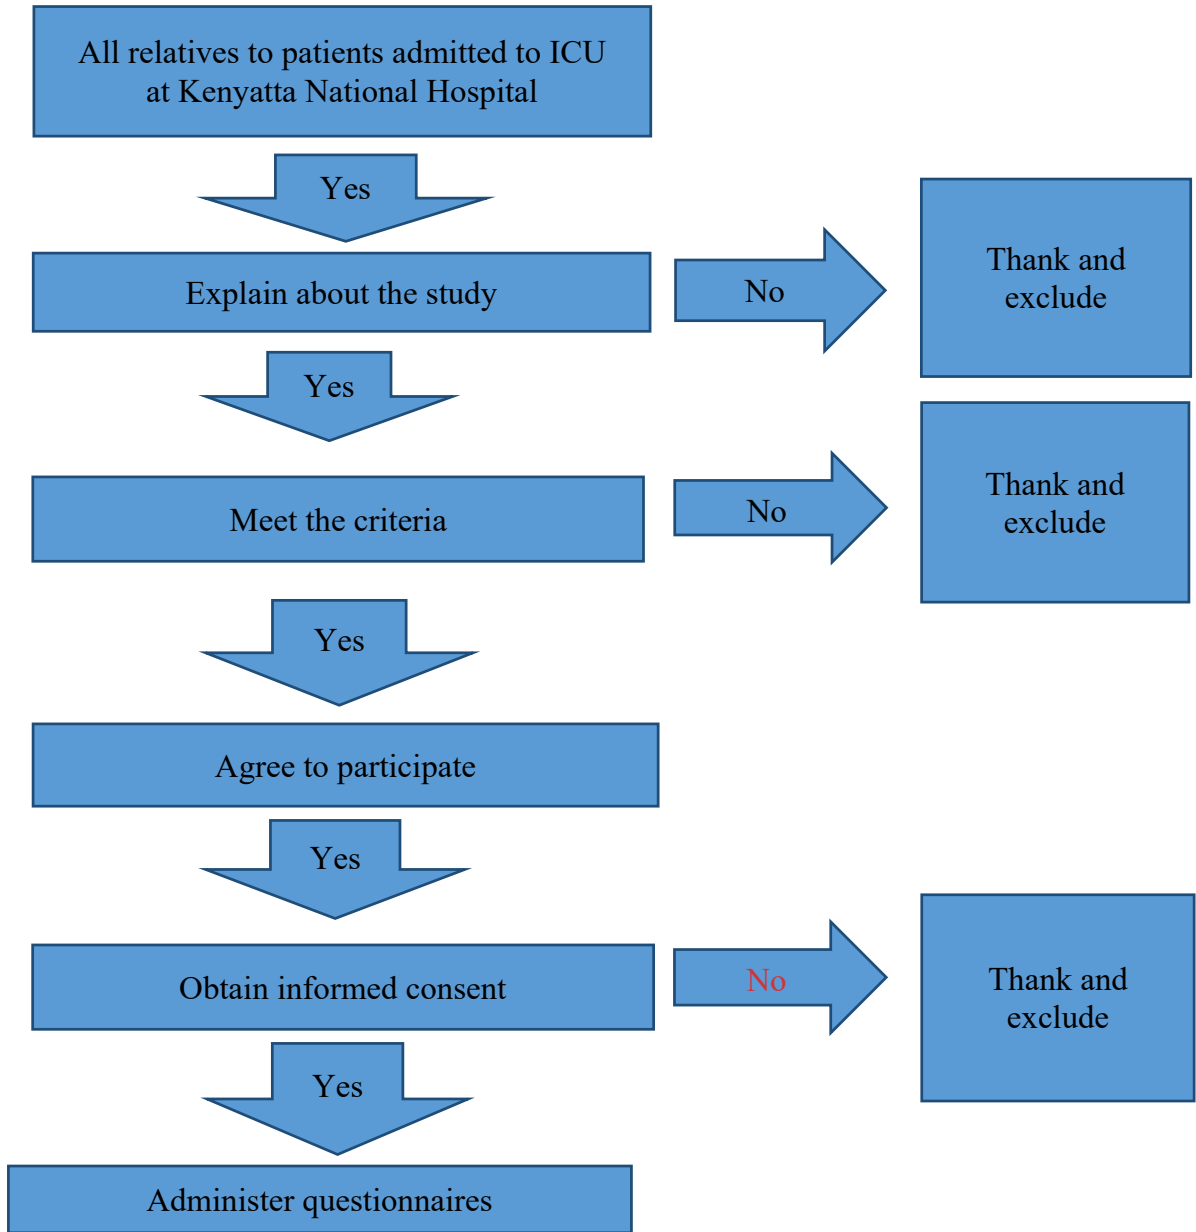 All relatives to patients admitted to ICU
at Kenyatta National Hospital
Yes
Explain about the study
No
Thank and
exclude
Yes
Meet the criteria
No
Thank and
exclude
Yes
Agree to participate
Yes
Obtain informed consent
No
Thank and
exclude
Yes
Administer questionnaires